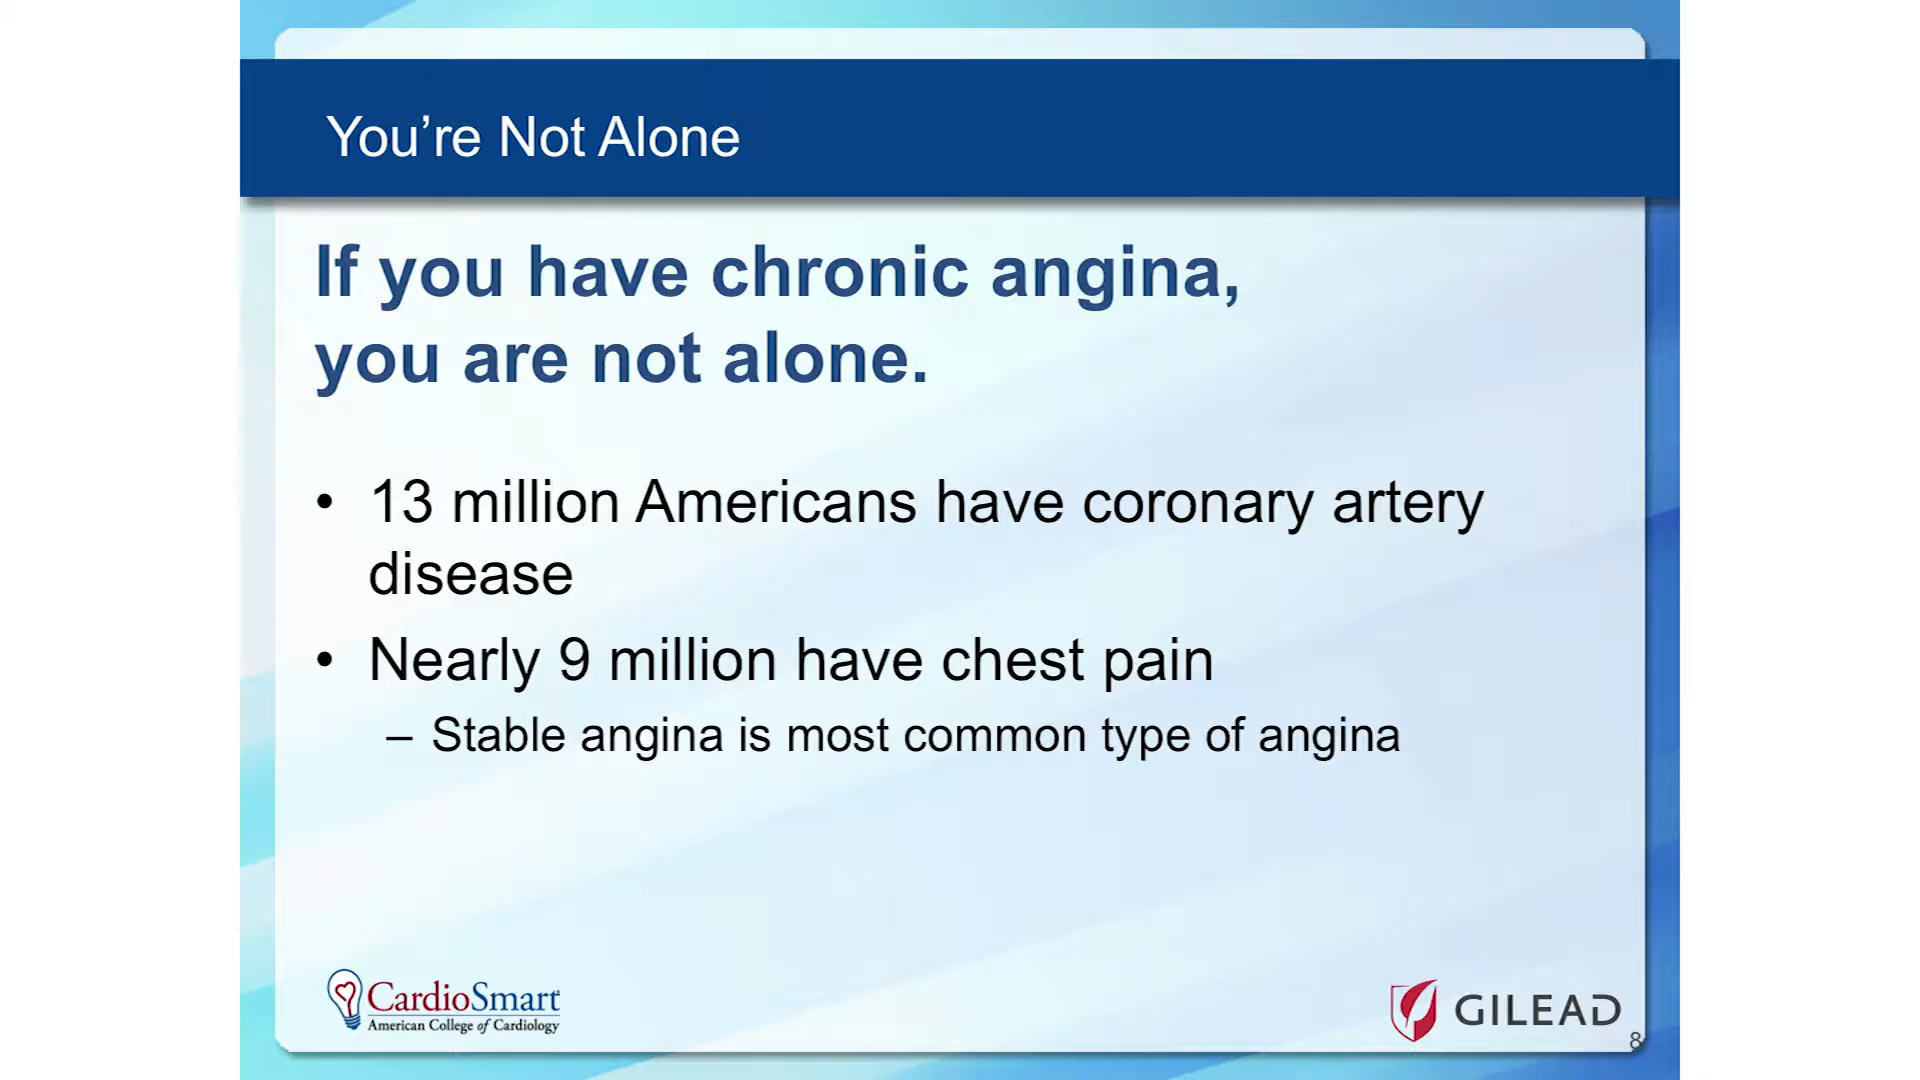 You’re Not Alone
If you have chronic angina,
you are not alone.
• 13 million Americans have coronary artery
disease
• Nearly 9 million have chest pain
– Stable angina is most common type of angina
CardioSmart
American College of Cardiology
GILEAD
8